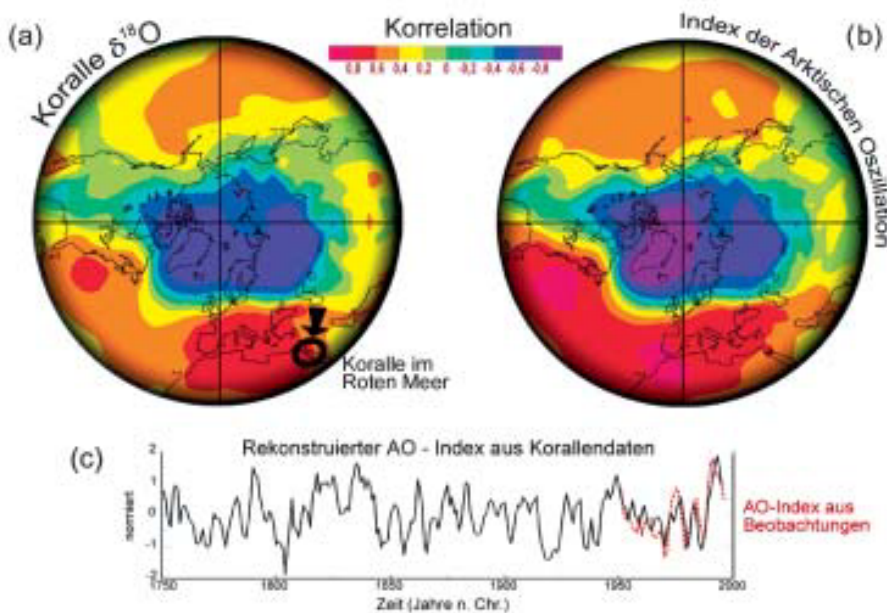 (a)
Koralle δ¹⁸O
Korrelation
0,8 0,6 0,4 0,2 0 -0,2 -0,4 -0,6 -0,8
Index der Arktischen Oszillation
(b)
Koralle im
Roten Meer
(c)
Rekonstruierter AO - Index aus Korallendaten
normiert
2
1
0
-1
-2
AO-Index aus
Beobachtungen
1750 1800 1850 1900 1950 2000
Zeit (Jahre n. Chr.)